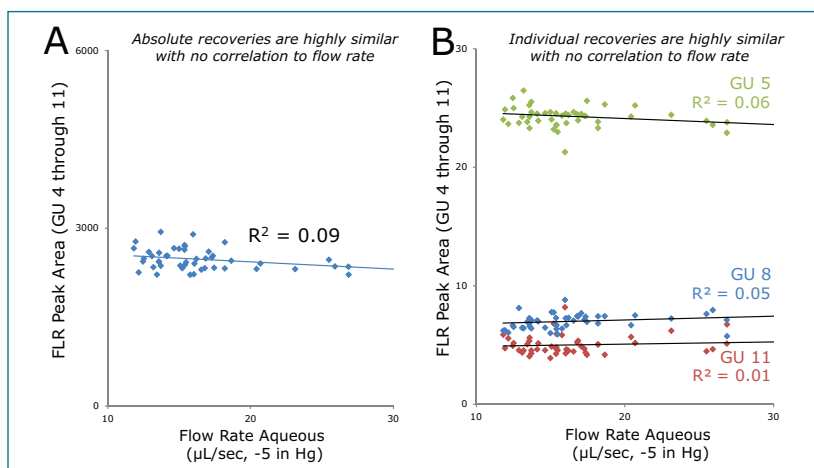 A
Absolute recoveries are highly similar
with no correlation to flow rate
FLR Peak Area (GU 4 through 11)
6000
3000
0
R² = 0.09
10
20
30
Flow Rate Aqueous
(µL/sec, -5 in Hg)
B
Individual recoveries are highly similar
with no correlation to flow rate
FLR Peak Area (GU 4 through 11)
30
20
10
0
GU 5
R² = 0.06
GU 8
R² = 0.05
GU 11
R² = 0.01
10
20
30
Flow Rate Aqueous
(µL/sec, -5 in Hg)